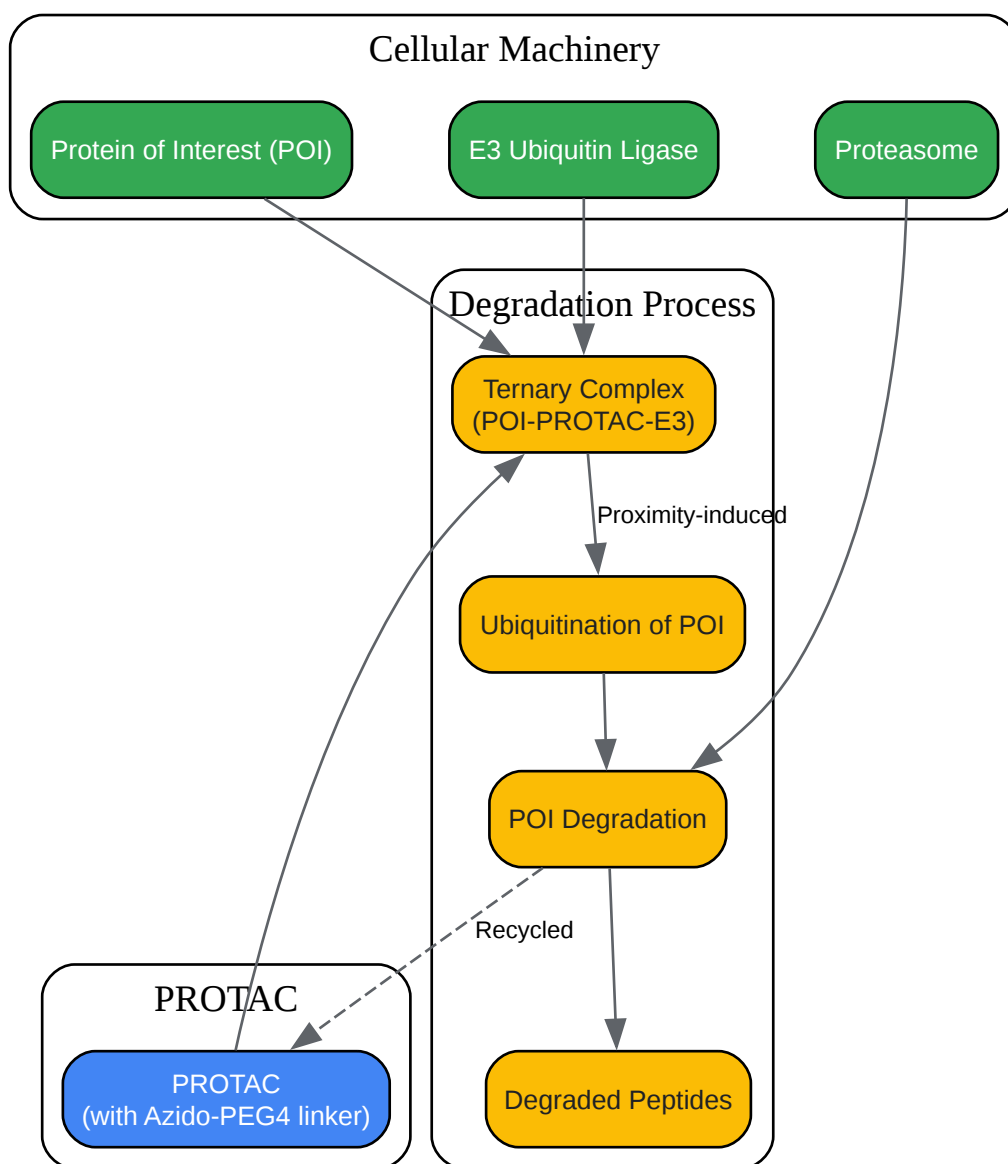 Cellular Machinery
Protein of Interest (POI)
E3 Ubiquitin Ligase
Proteasome
Degradation Process
Ternary Complex
(POI-PROTAC-E3)
Proximity-induced
Ubiquitination of POI
POI Degradation
Recycled
PROTAC
PROTAC
(with Azido-PEG4 linker)
Degraded Peptides